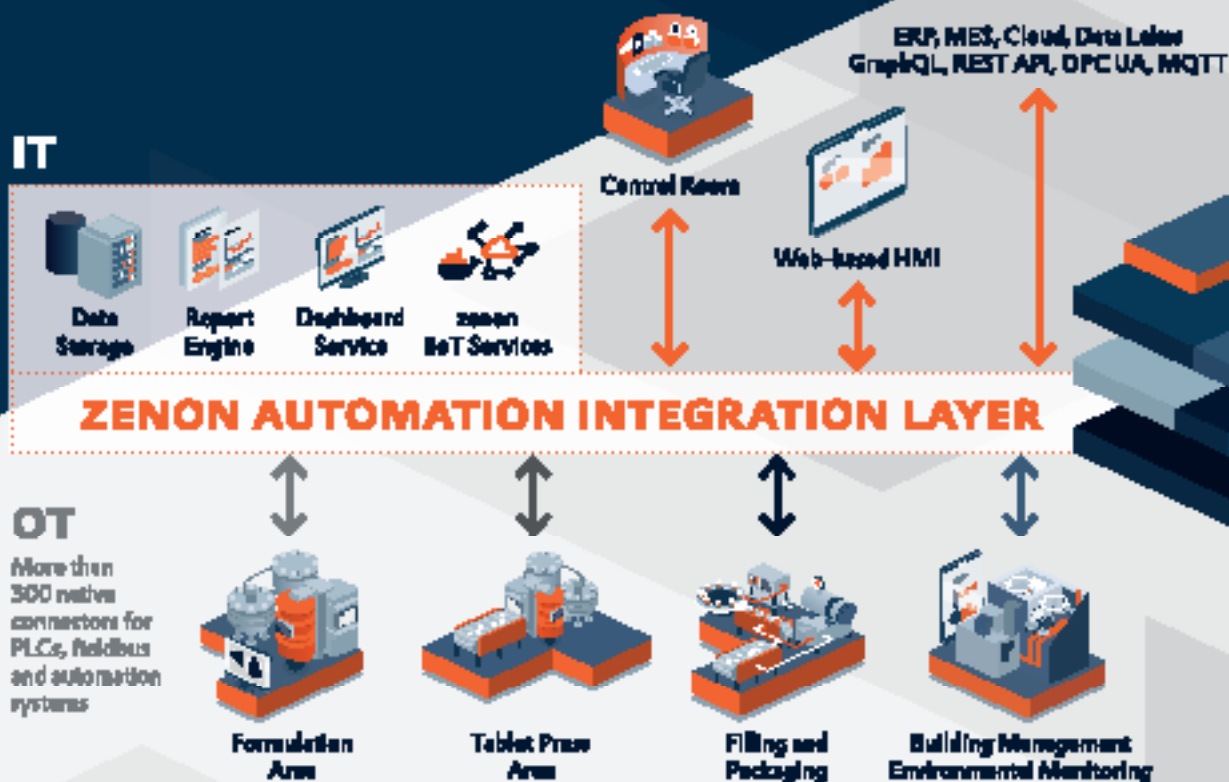 ERP, MES, Cloud, Data Lakes
GraphQL, REST API, OPC UA, MQTT
IT
Control Room
Web-based HMI
Data
Storage
Report
Engine
Dashboard
Service
zenon
IIoT Services
ZENON AUTOMATION INTEGRATION LAYER
OT
More than
300 native
connectors for
PLCs, fieldbus
and automation
systems
Formulation
Area
Tablet Press
Area
Filling and
Packaging
Building Management
Environmental Monitoring